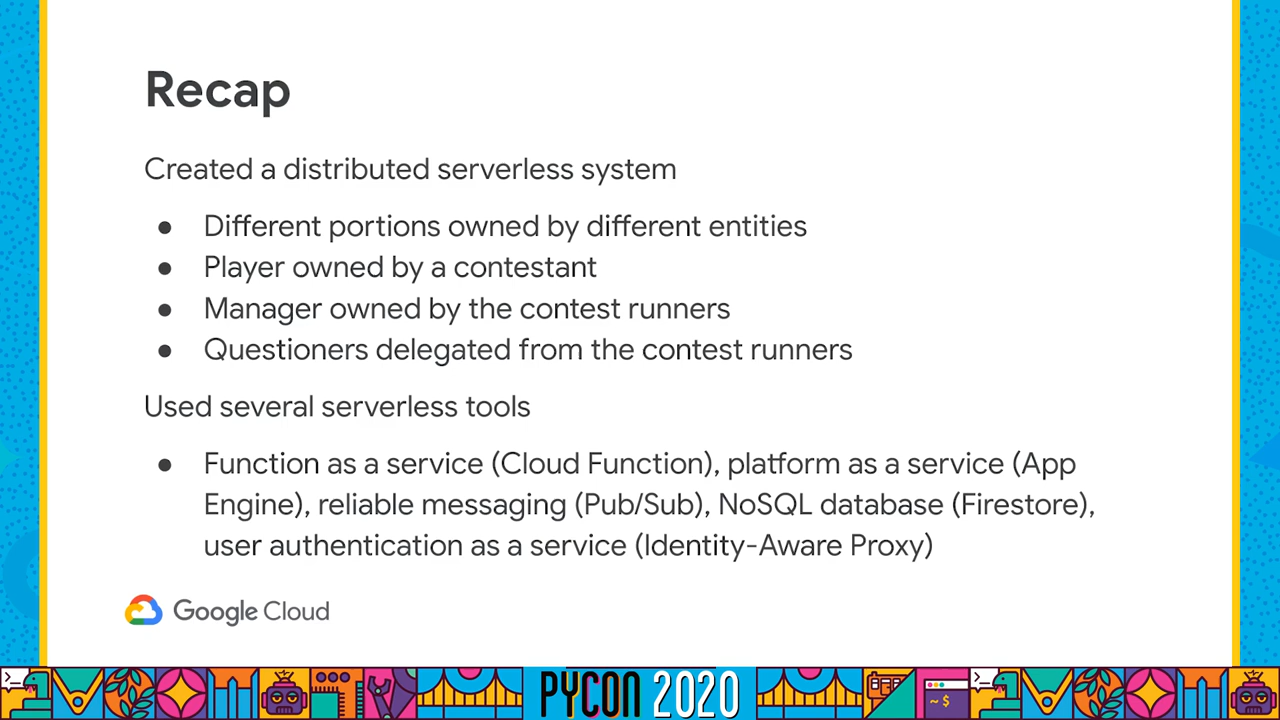 Recap
Created a distributed serverless system
● Different portions owned by different entities
● Player owned by a contestant
● Manager owned by the contest runners
● Questioners delegated from the contest runners
Used several serverless tools
● Function as a service (Cloud Function), platform as a service (App
Engine), reliable messaging (Pub/Sub), NoSQL database (Firestore),
user authentication as a service (Identity-Aware Proxy)
Google Cloud
PYCON 2020
~$